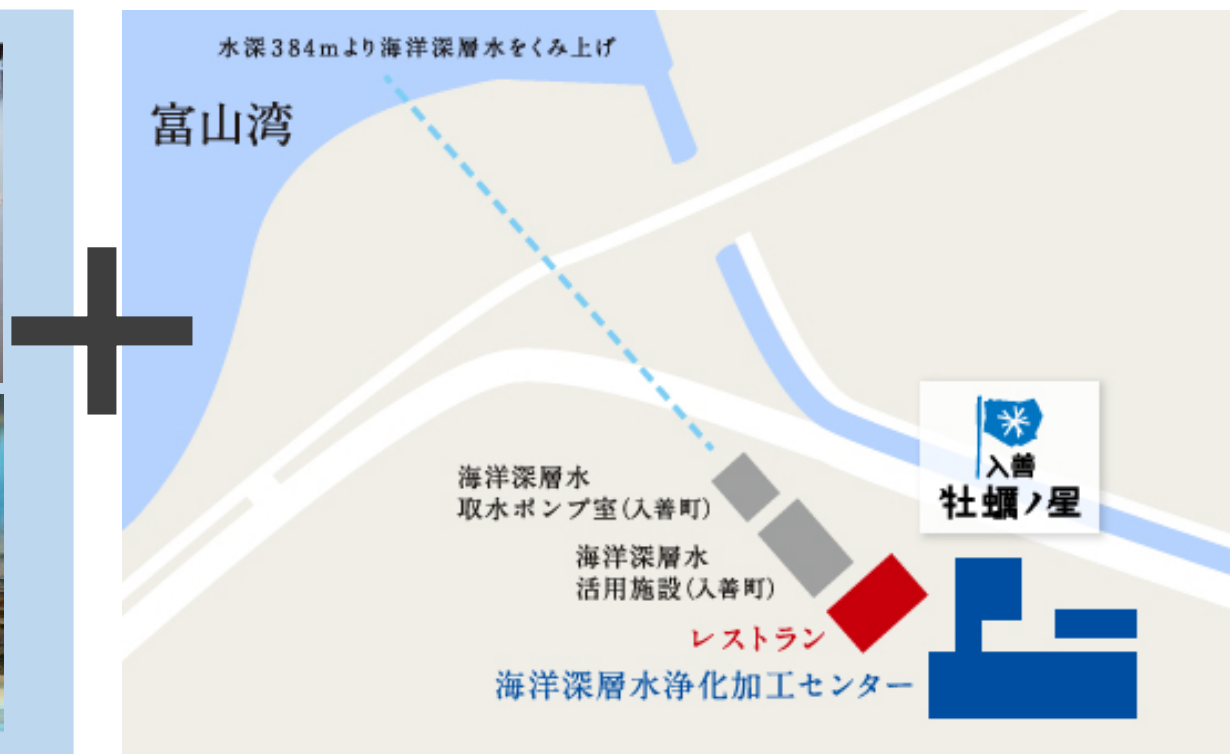 水深384mより海洋深層水をくみ上げ
富山湾
入善
牡蠣ノ星
海洋深層水
取水ポンプ室(入善町)
海洋深層水
活用施設(入善町)
レストラン
海洋深層水浄化加工センター